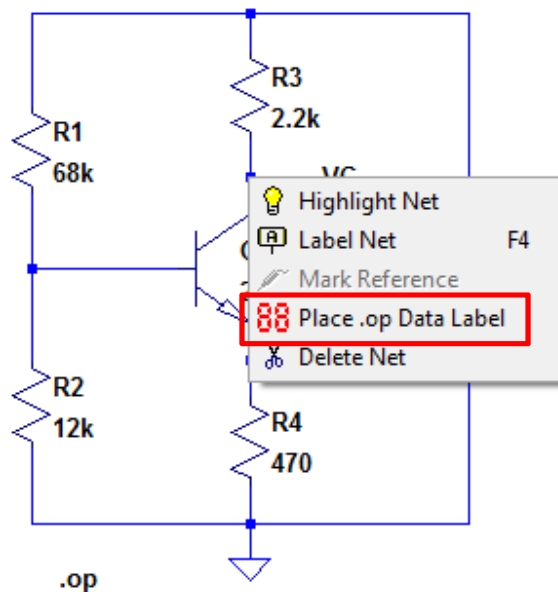 R3
2.2k
R1
68k
Highlight Net
Label Net F4
Mark Reference
Place .op Data Label
Delete Net
R2
12k
R4
470
.op